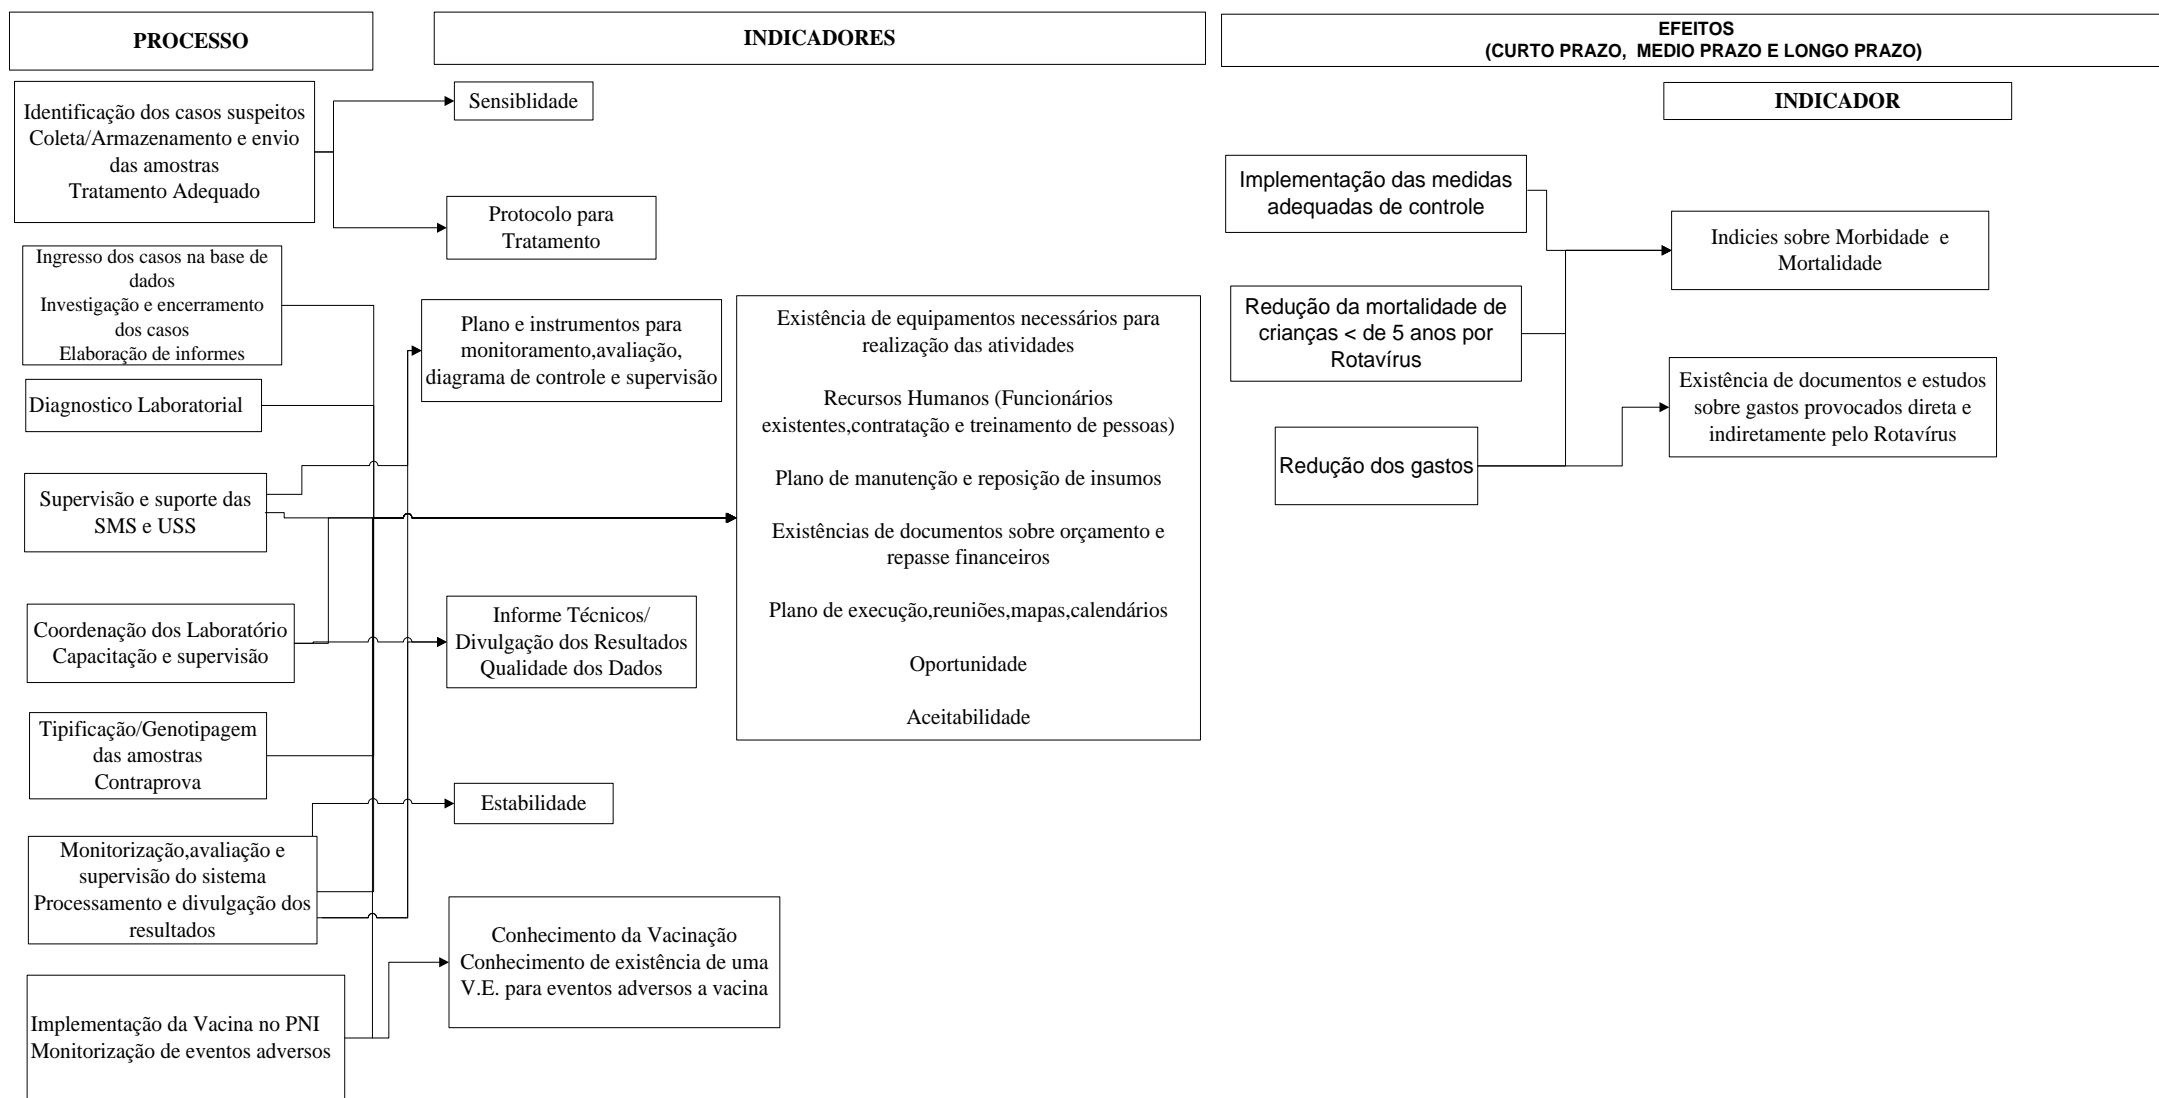 PROCESSO
INDICADORES
EFEITOS
(CURTO PRAZO, MEDIO PRAZO E LONGO PRAZO)
INDICADOR
Identificação dos casos suspeitos
Coleta/Armazenamento e envio
das amostras
Tratamento Adequado
Ingresso dos casos na base de
dados
Investigação e encerramento
dos casos
Elaboração de informes
Diagnostico Laboratorial
Supervisão e suporte das
SMS e USS
Coordenação dos Laboratório
Capacitação e supervisão
Tipificação/Genotipagem
das amostras
Contraprova
Monitorização,avaliação e
supervisão do sistema
Processamento e divulgação dos
resultados
Implementação da Vacina no PNI
Monitorização de eventos adversos
Sensiblidade
Protocolo para
Tratamento
Plano e instrumentos para
monitoramento,avaliação,
diagrama de controle e supervisão
Informe Técnicos/
Divulgação dos Resultados
Qualidade dos Dados
Estabilidade
Conhecimento da Vacinação
Conhecimento de existência de uma
V.E. para eventos adversos a vacina
Existência de equipamentos necessários para
realização das atividades
Recursos Humanos (Funcionários
existentes,contratação e treinamento de pessoas)
Plano de manutenção e reposição de insumos
Existências de documentos sobre orçamento e
repasse financeiros
Plano de execução,reuniões,mapas,calendários
Oportunidade
Aceitabilidade
Implementação das medidas
adequadas de controle
Redução da mortalidade de
crianças < de 5 anos por
Rotavírus
Redução dos gastos
Indicies sobre Morbidade e
Mortalidade
Existência de documentos e estudos
sobre gastos provocados direta e
indiretamente pelo Rotavírus